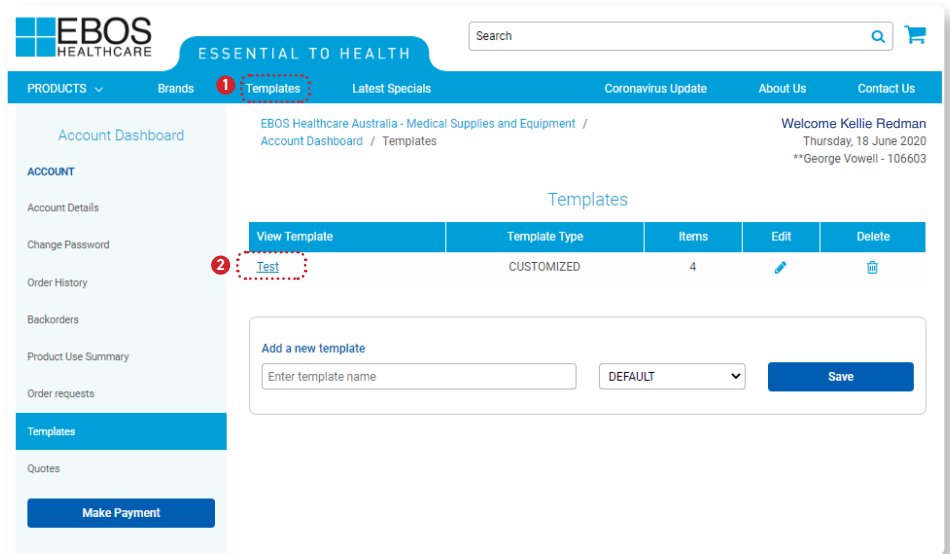 EBOS
HEALTHCARE
ESSENTIAL TO HEALTH
Search
PRODUCTS Brands 1 Templates Latest Specials Coronavirus Update About Us Contact Us
Account Dashboard
ACCOUNT
Account Details
Change Password
Order History
Backorders
Product Use Summary
Order requests
Templates
Quotes
Make Payment
EBOS Healthcare Australia - Medical Supplies and Equipment /
Account Dashboard / Templates
Welcome Kellie Redman
Thursday, 18 June 2020
**George Vowell - 106603
Templates
View Template Template Type Items Edit Delete
2 Test CUSTOMIZED 4
Add a new template
Enter template name DEFAULT Save